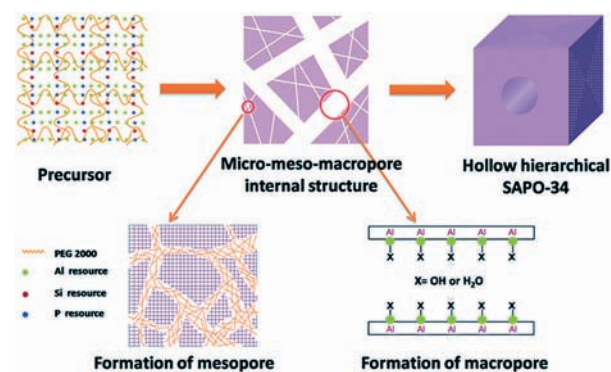 Precursor
Micro-meso-macropore
internal structure
Hollow hierarchical
SAPO-34
PEG 2000
Al resource
Si resource
P resource
Al Al Al Al Al
X X X X X
X= OH or H₂O
X X X X X
Al Al Al Al Al
Formation of mesopore
Formation of macropore